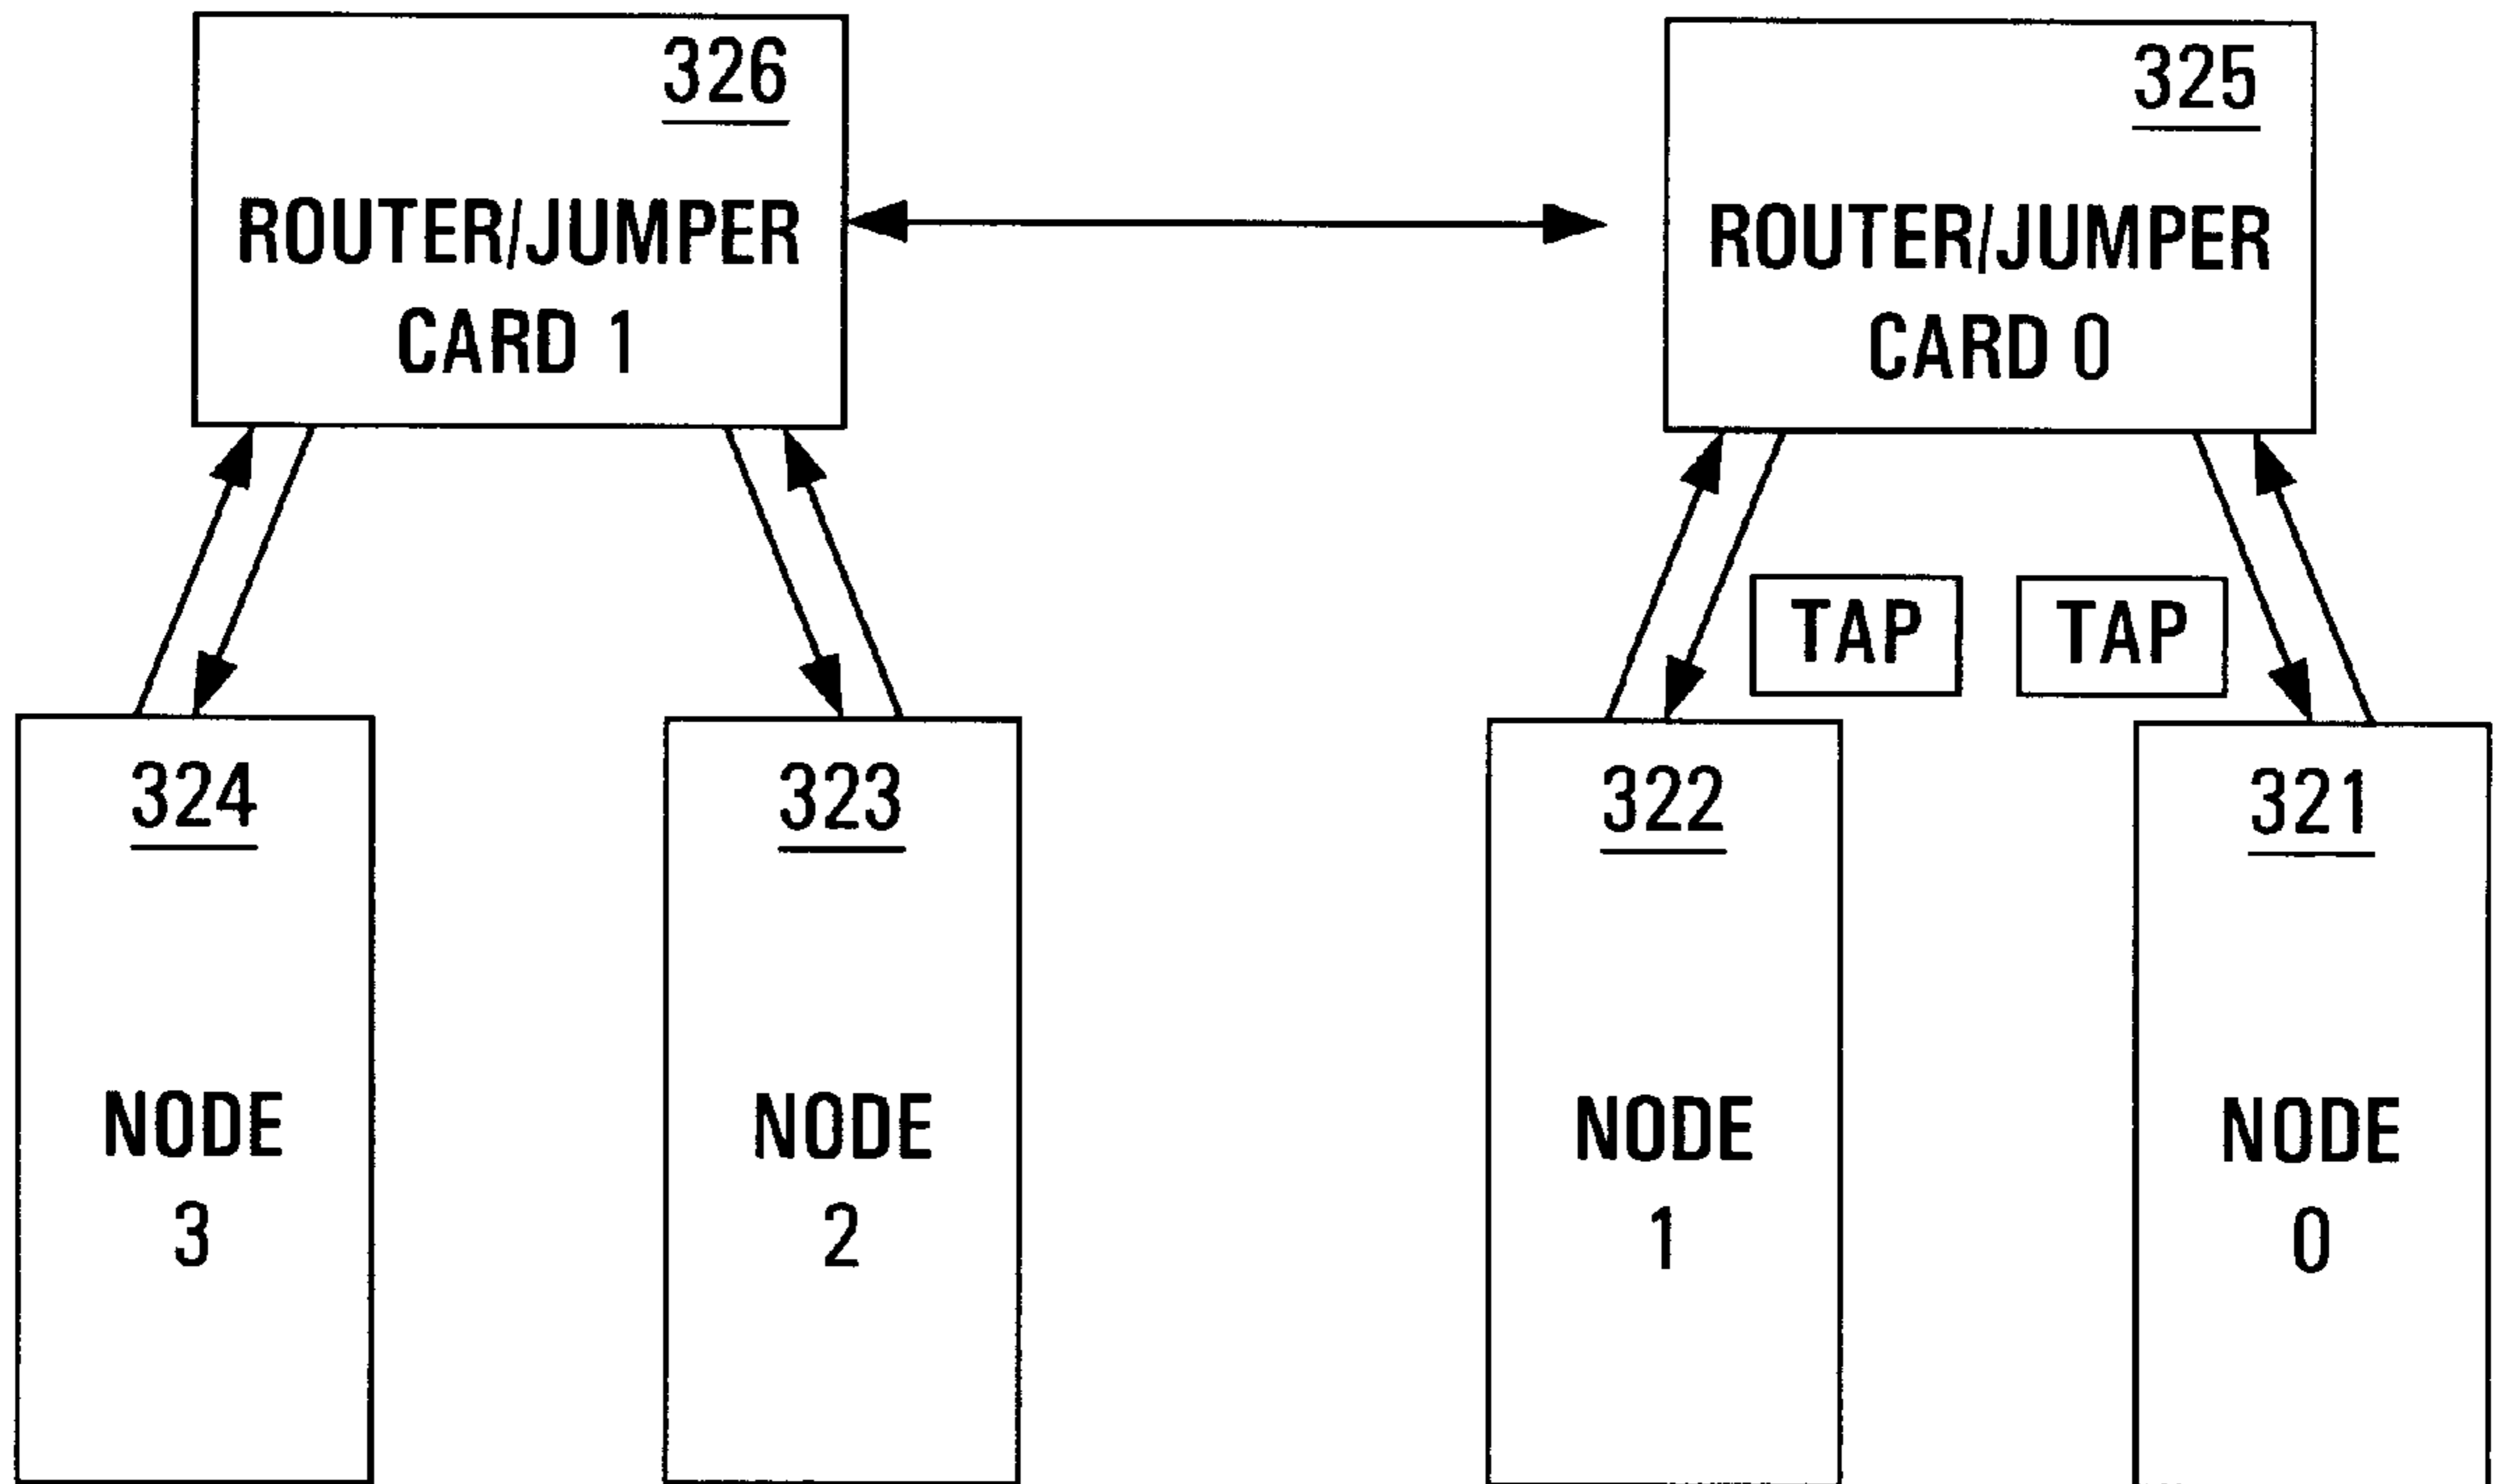 326
ROUTER/JUMPER
CARD 1
325
ROUTER/JUMPER
CARD 0
TAP
TAP
324
NODE
3
323
NODE
2
322
NODE
1
321
NODE
0